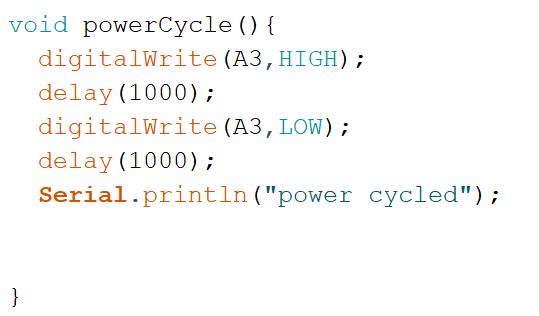 void powerCycle(){
  digitalWrite(A3,HIGH);
  delay(1000);
  digitalWrite(A3,LOW);
  delay(1000);
  Serial.println("power cycled");
}